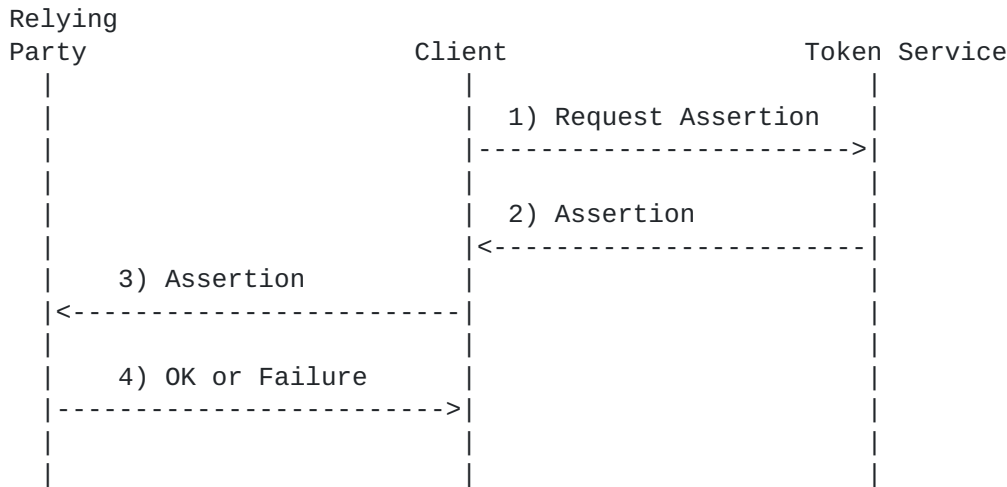 Relying
Party Client Token Service
1) Request Assertion
2) Assertion
3) Assertion
4) OK or Failure